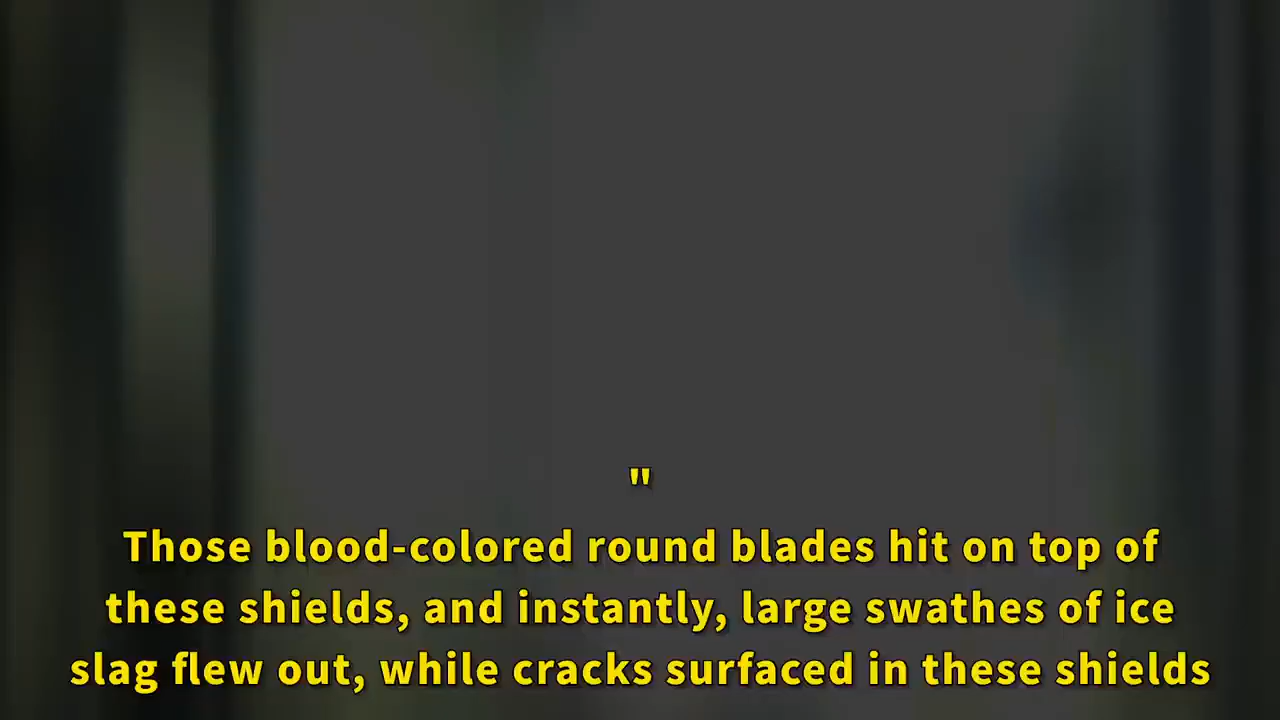 "
Those blood-colored round blades hit on top of
these shields, and instantly, large swathes of ice
slag flew out, while cracks surfaced in these shields